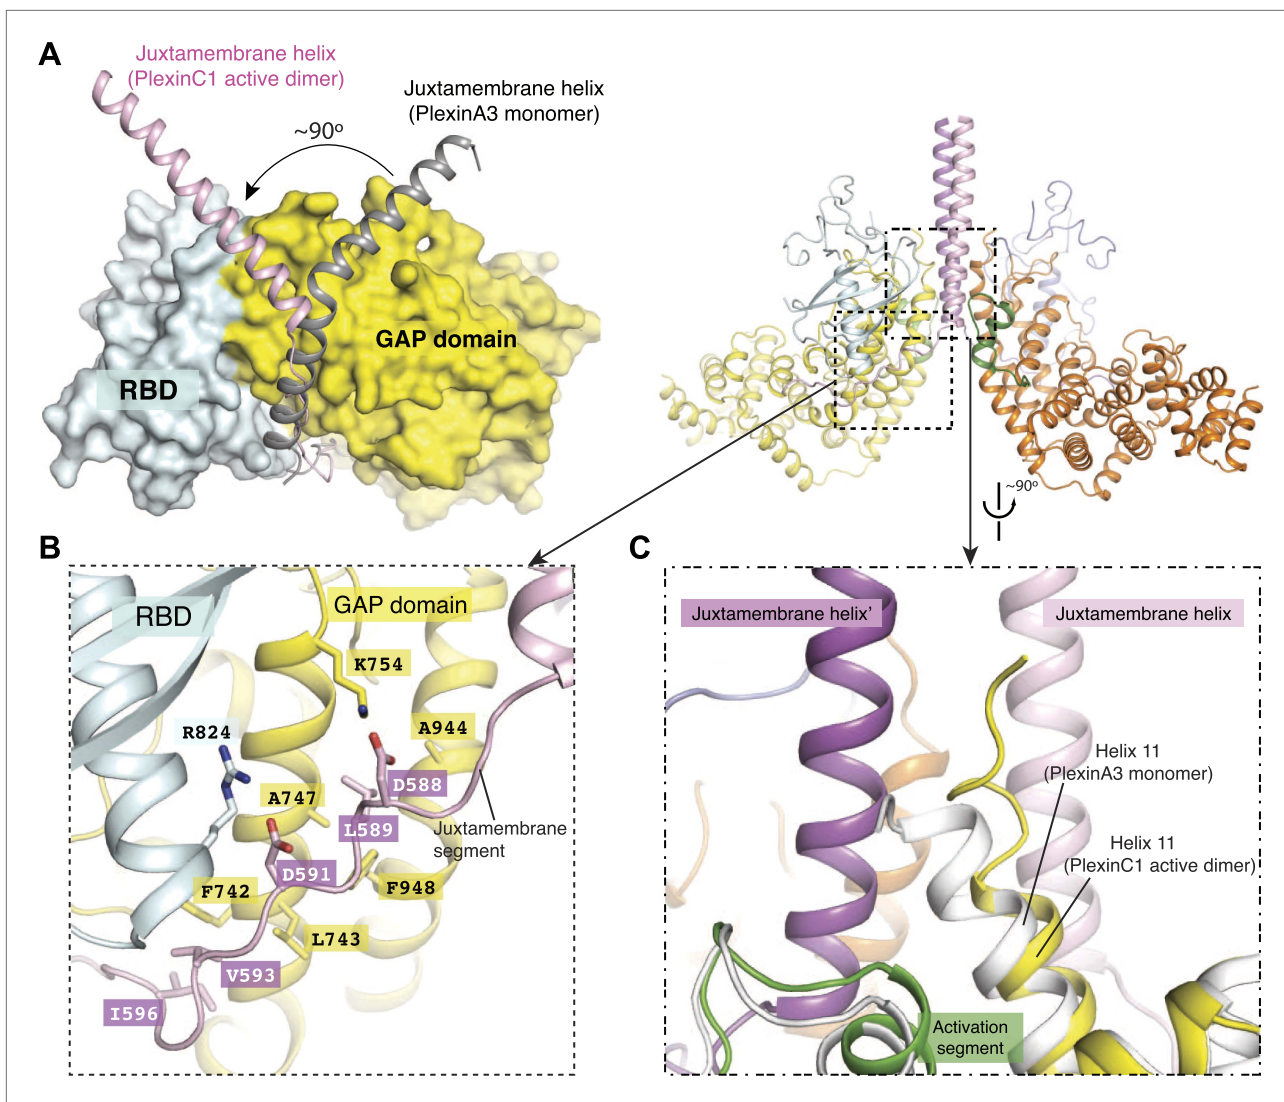 A
Juxtamembrane helix
(PlexinC1 active dimer)
Juxtamembrane helix
(PlexinA3 monomer)
~90º
GAP domain
RBD
~90º
B
RBD
GAP domain
K754
R824
A944
D588
A747
L589
Juxtamembrane
segment
D591
F742
F948
L743
V593
I596
C
Juxtamembrane helix’
Juxtamembrane helix
Helix 11
(PlexinA3 monomer)
Helix 11
(PlexinC1 active dimer)
Activation
segment